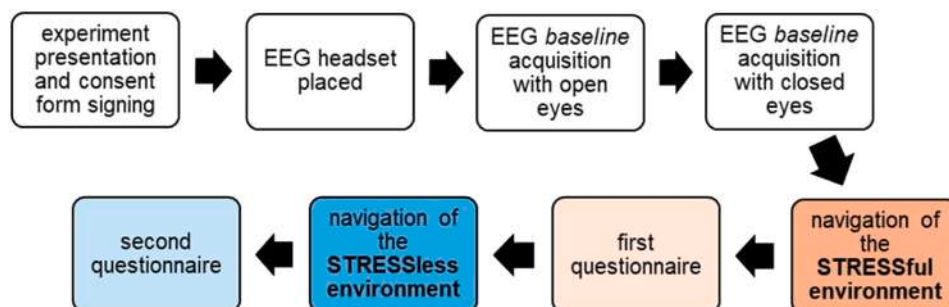 experiment
presentation
and consent
form signing
EEG headset
placed
EEG baseline
acquisition
with open
eyes
EEG baseline
acquisition
with closed
eyes
navigation of
the
STRESSful
environment
first
questionnaire
navigation of
the
STRESSless
environment
second
questionnaire